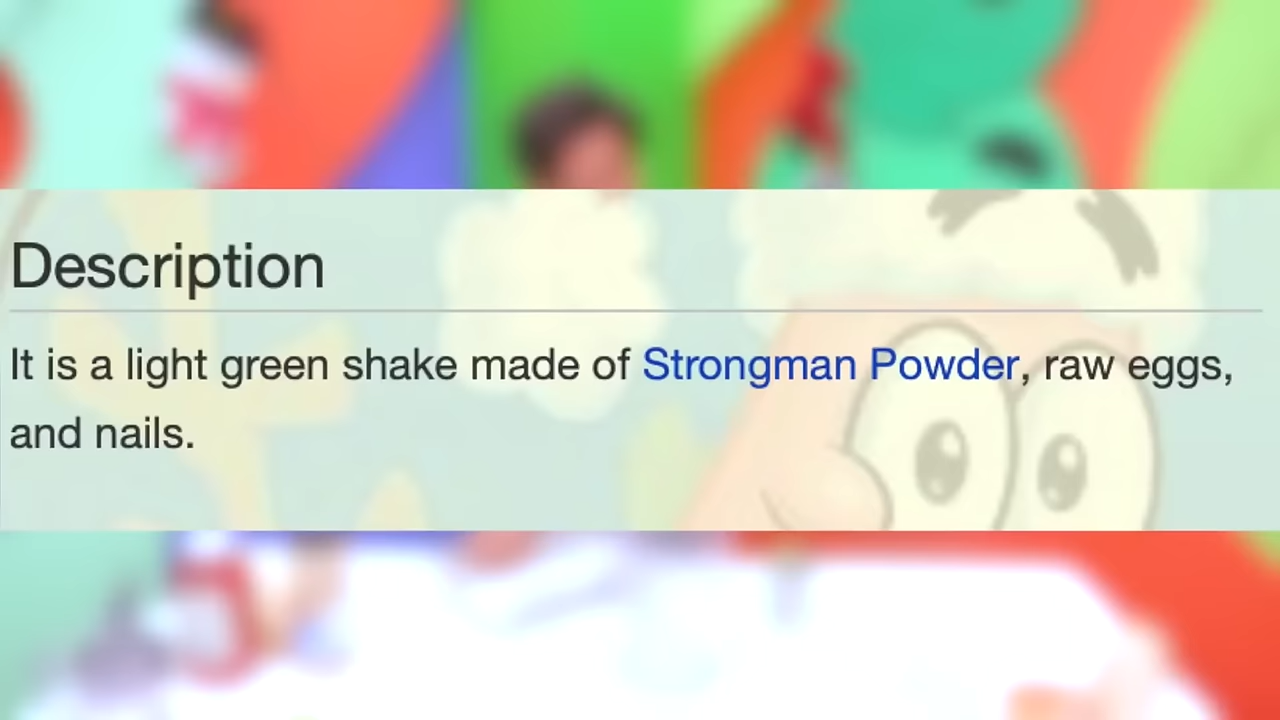 Description
It is a light green shake made of Strongman Powder, raw eggs,
and nails.